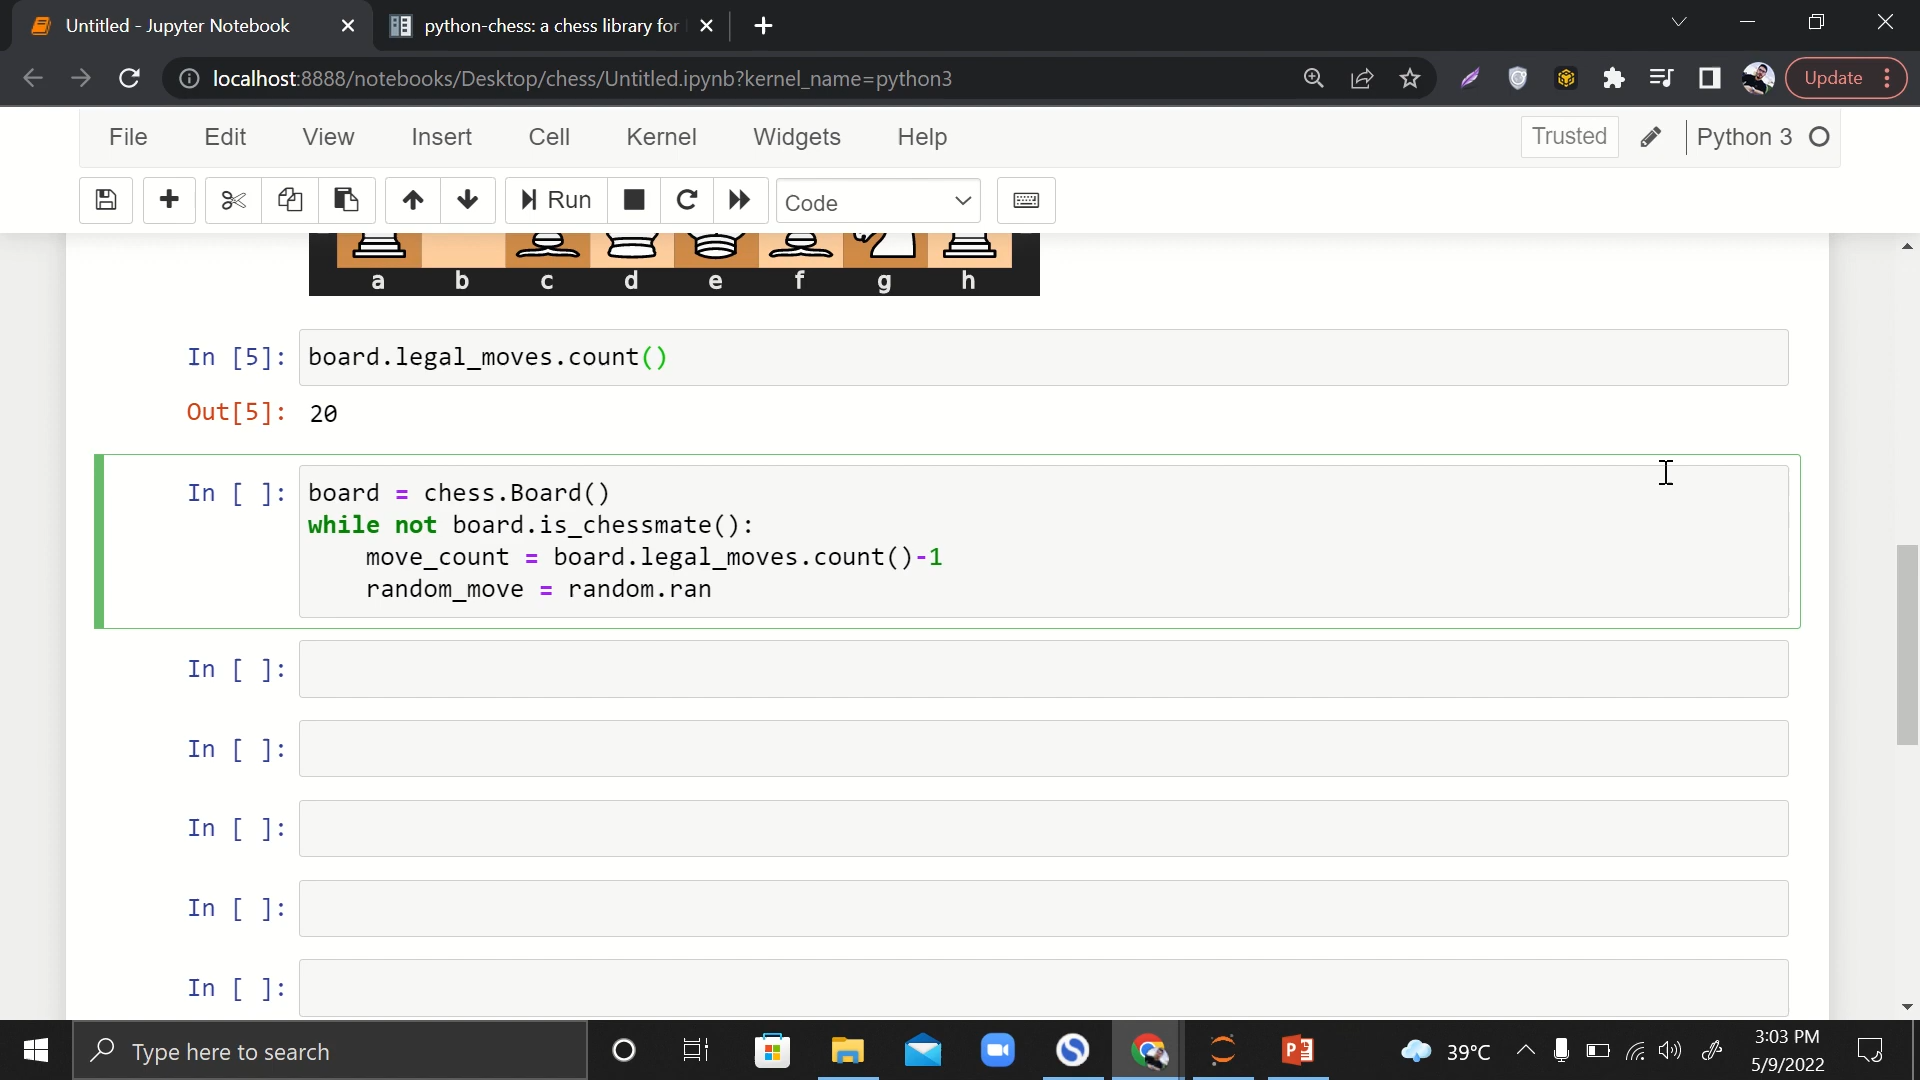 Untitled - Jupyter Notebook
python-chess: a chess library for
localhost:8888/notebooks/Desktop/chess/Untitled.ipynb?kernel_name=python3
Update
File Edit View Insert Cell Kernel Widgets Help
Trusted
Python 3
Run
Code
a b c d e f g h
In [5]: board.legal_moves.count()
Out[5]: 20
In [ ]: board = chess.Board()
while not board.is_chessmate():
move_count = board.legal_moves.count()-1
random_move = random.ran
In [ ]:
In [ ]:
In [ ]:
In [ ]:
In [ ]:
Type here to search
39°C
3:03 PM
5/9/2022